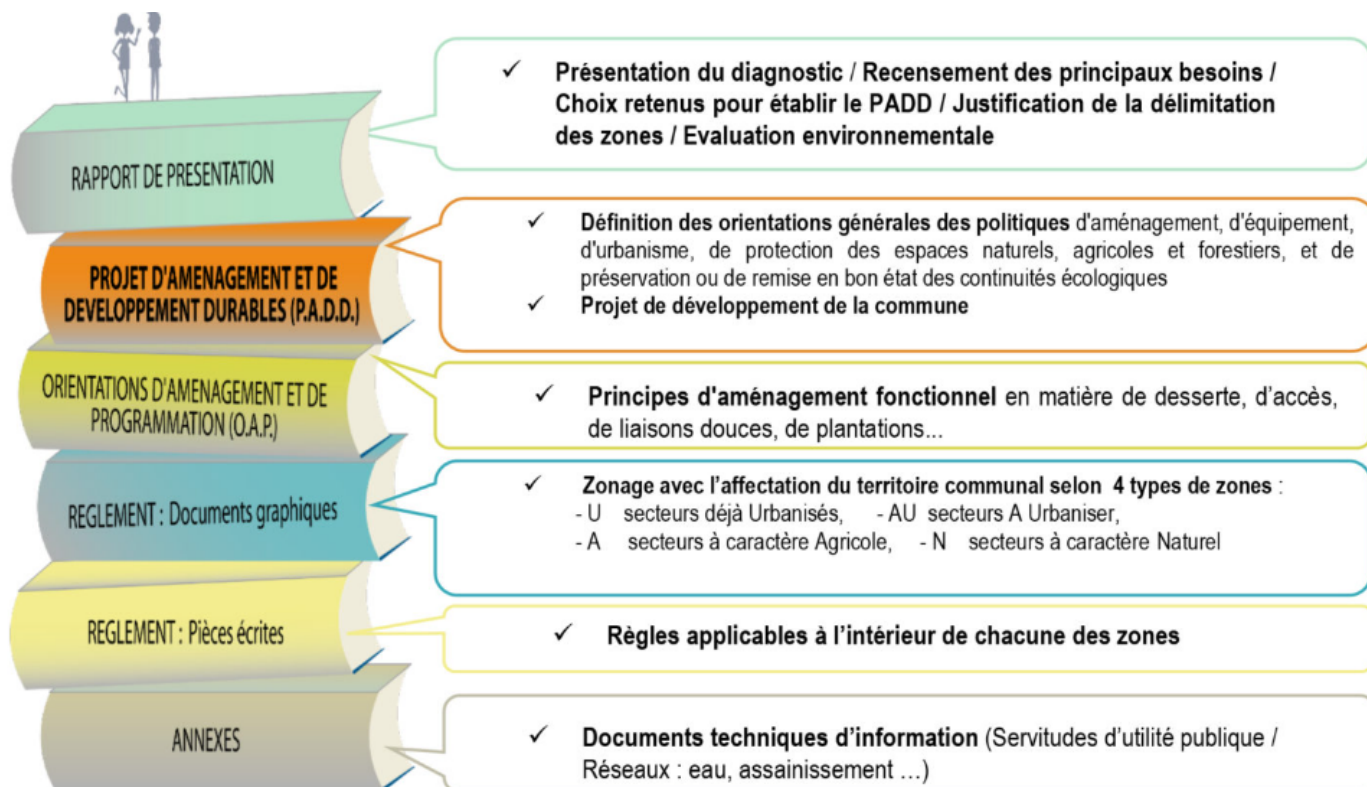 RAPPORT DE PRESENTATION
✓ Présentation du diagnostic / Recensement des principaux besoins /
Choix retenus pour établir le PADD / Justification de la délimitation
des zones / Evaluation environnementale
PROJET D'AMENAGEMENT ET DE
DEVELOPPEMENT DURABLES (P.A.D.D.)
✓ Définition des orientations générales des politiques d'aménagement, d'équipement,
d'urbanisme, de protection des espaces naturels, agricoles et forestiers, et de
préservation ou de remise en bon état des continuités écologiques
✓ Projet de développement de la commune
ORIENTATIONS D'AMENAGEMENT ET DE
PROGRAMMATION (O.A.P.)
✓ Principes d'aménagement fonctionnel en matière de desserte, d'accès,
de liaisons douces, de plantations...
REGLEMENT : Documents graphiques
✓ Zonage avec l'affectation du territoire communal selon 4 types de zones :
- U secteurs déjà Urbanisés, - AU secteurs A Urbaniser,
- A secteurs à caractère Agricole, - N secteurs à caractère Naturel
REGLEMENT : Pièces écrites
✓ Règles applicables à l'intérieur de chacune des zones
ANNEXES
✓ Documents techniques d'information (Servitudes d'utilité publique /
Réseaux : eau, assainissement ...)